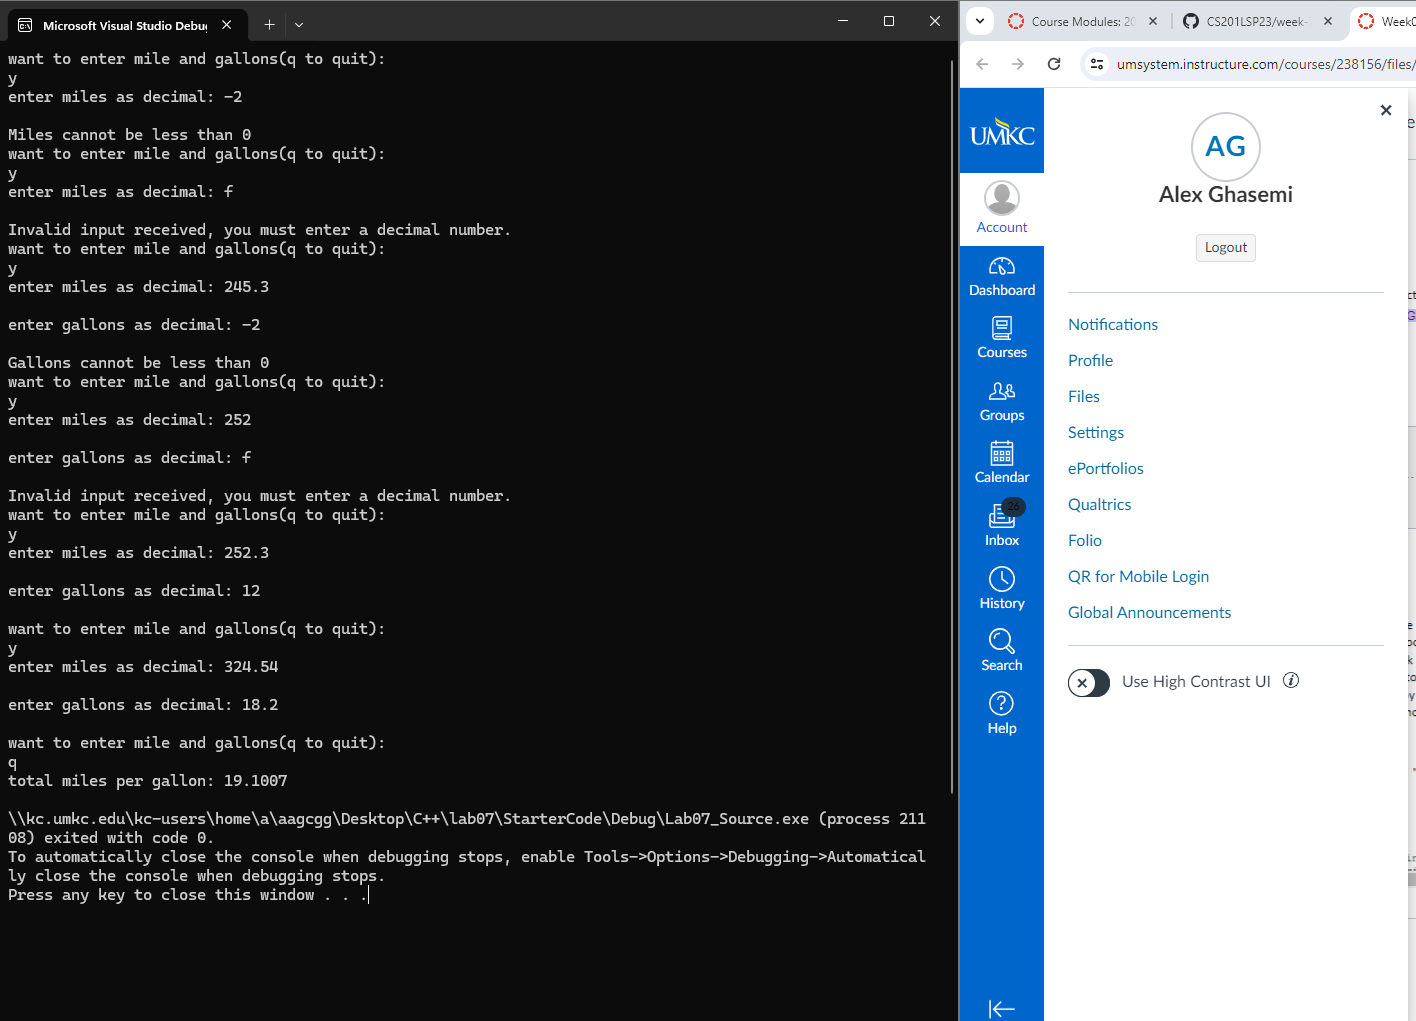 Microsoft Visual Studio Debu
want to enter mile and gallons(q to quit):
y
enter miles as decimal: -2
Miles cannot be less than 0
want to enter mile and gallons(q to quit):
y
enter miles as decimal: f
Invalid input received, you must enter a decimal number.
want to enter mile and gallons(q to quit):
y
enter miles as decimal: 245.3
enter gallons as decimal: -2
Gallons cannot be less than 0
want to enter mile and gallons(q to quit):
y
enter miles as decimal: 252
enter gallons as decimal: f
Invalid input received, you must enter a decimal number.
want to enter mile and gallons(q to quit):
y
enter miles as decimal: 252.3
enter gallons as decimal: 12
want to enter mile and gallons(q to quit):
y
enter miles as decimal: 324.54
enter gallons as decimal: 18.2
want to enter mile and gallons(q to quit):
q
total miles per gallon: 19.1007
\\kc.umkc.edu\kc-users\home\a\aagcgg\Desktop\C++\lab07\StarterCode\Debug\Lab07_Source.exe (process 211
08) exited with code 0.
To automatically close the console when debugging stops, enable Tools->Options->Debugging->Automatical
ly close the console when debugging stops.
Press any key to close this window . . .
Course Modules: 20
CS201LSP23/week-
Week0
umsystem.instructure.com/courses/238156/files/
UMKC
Account
Dashboard
Courses
Groups
Calendar
26
Inbox
History
Search
Help
AG
Alex Ghasemi
Logout
Notifications
Profile
Files
Settings
ePortfolios
Qualtrics
Folio
QR for Mobile Login
Global Announcements
Use High Contrast UI